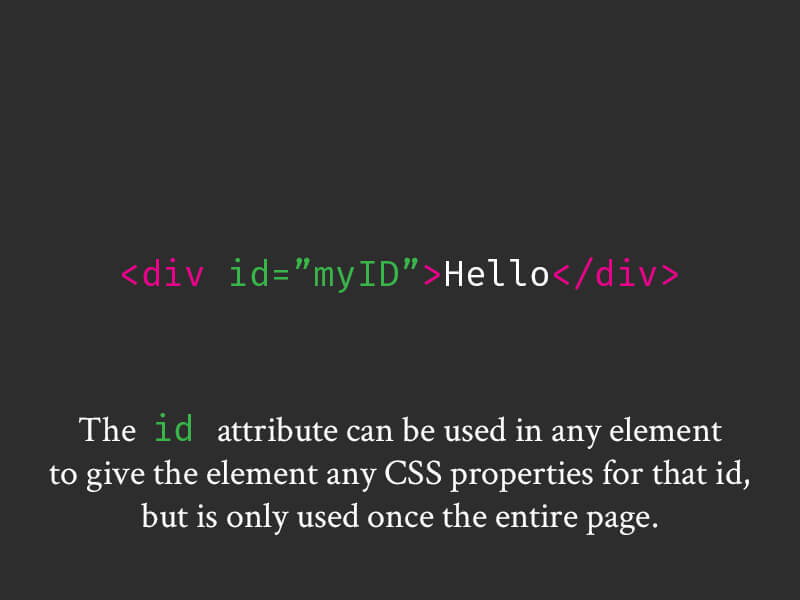 <div id=”myID”>Hello</div>
The id attribute can be used in any element
to give the element any CSS properties for that id,
but is only used once the entire page.